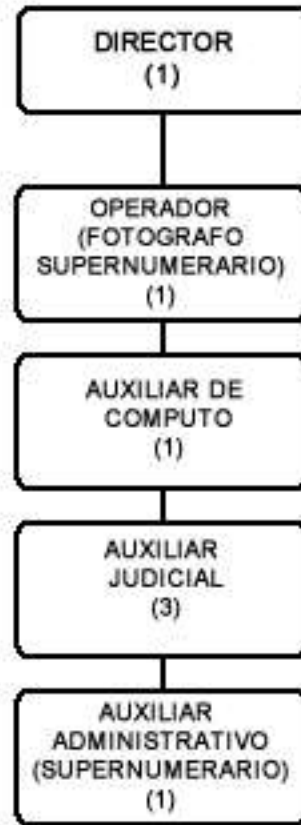 DIRECTOR
(1)
OPERADOR
(FOTOGRAFO
SUPERNUMERARIO)
(1)
AUXILIAR DE
COMPUTO
(1)
AUXILIAR
JUDICIAL
(3)
AUXILIAR
ADMINISTRATIVO
(SUPERNUMERARIO)
(1)